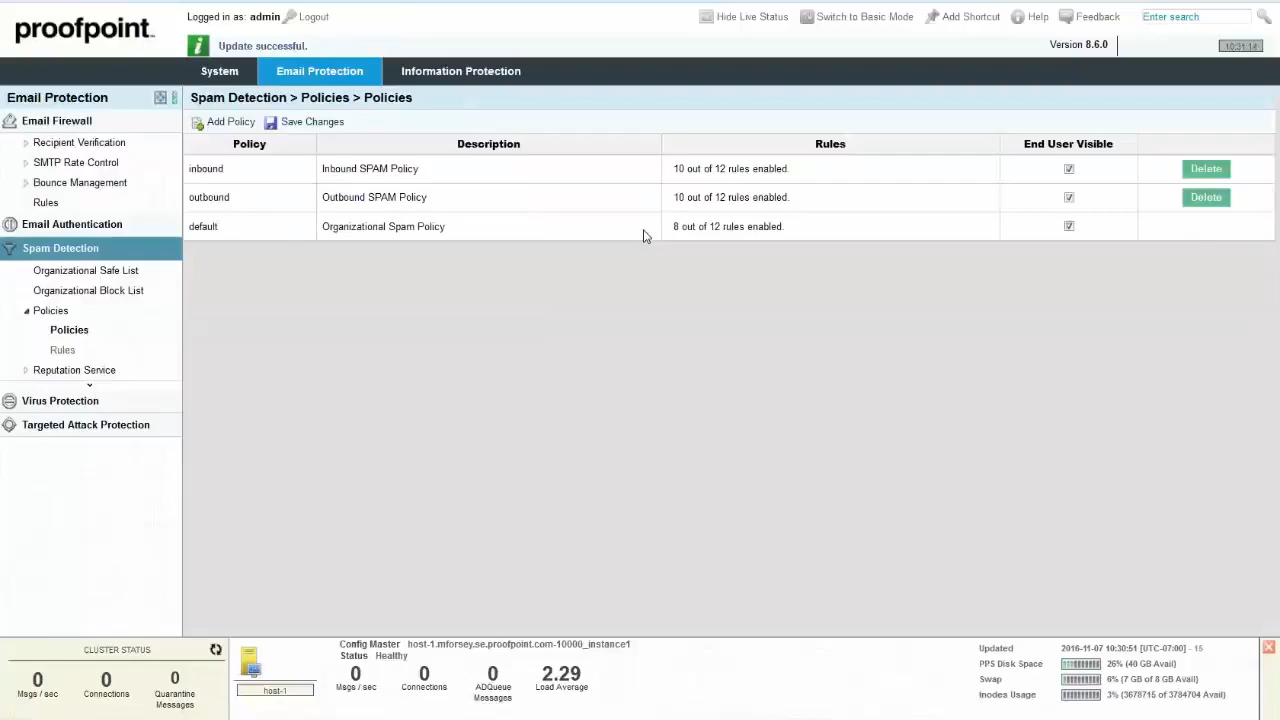 proofpoint
Logged in as: admin Logout
Hide Live Status Switch to Basic Mode Add Shortcut Help Feedback Enter search
Update successful.
Version 8.6.0
10:31:14
System Email Protection Information Protection
Email Protection
Spam Detection > Policies > Policies
Email Firewall
Recipient Verification
SMTP Rate Control
Bounce Management
Rules
Email Authentication
Spam Detection
Organizational Safe List
Organizational Block List
Policies
Policies
Rules
Reputation Service
Virus Protection
Targeted Attack Protection
Add Policy Save Changes
Policy Description Rules End User Visible
inbound Inbound SPAM Policy 10 out of 12 rules enabled. Delete
outbound Outbound SPAM Policy 10 out of 12 rules enabled. Delete
default Organizational Spam Policy 8 out of 12 rules enabled.
CLUSTER STATUS
0 0 0
Msgs / sec Connections Quarantine
Messages
host-1
Config Master host-1.mforsey.se.proofpoint.com-10000_instance1
Status Healthy
0 0 0 2.29
Msgs / sec Connections ADQueue Load Average
Messages
Updated 2016-11-07 10:30:51 [UTC-07:00] - 15
PPS Disk Space 26% (40 GB Avail)
Swap 6% (7 GB of 8 GB Avail)
Inodes Usage 3% (3678715 of 3784704 Avail)